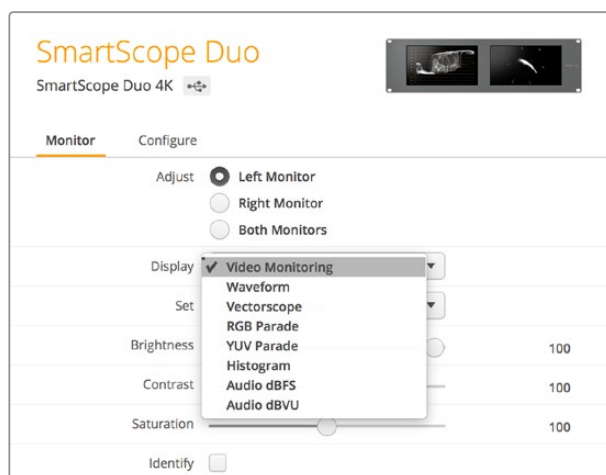 SmartScope Duo
SmartScope Duo 4K
Monitor Configure
Adjust Left Monitor
Right Monitor
Both Monitors
Display ✓ Video Monitoring
Waveform
Set Vectorscope
RGB Parade
Brightness YUV Parade 100
Histogram
Contrast Audio dBFS 100
Audio dBVU
Saturation 100
Identify